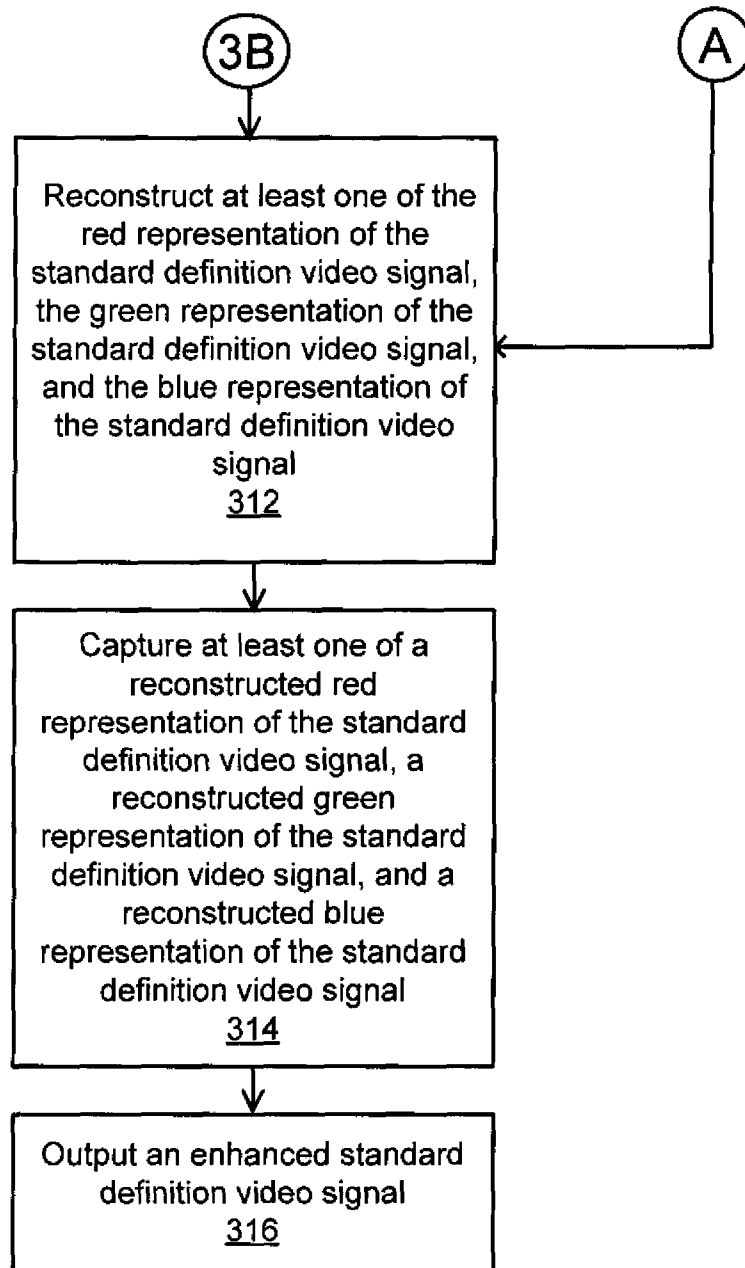 3B
A
Reconstruct at least one of the
red representation of the
standard definition video signal,
the green representation of the
standard definition video signal,
and the blue representation of
the standard definition video
signal
312
Capture at least one of a
reconstructed red
representation of the standard
definition video signal, a
reconstructed green
representation of the standard
definition video signal, and a
reconstructed blue
representation of the standard
definition video signal
314
Output an enhanced standard
definition video signal
316